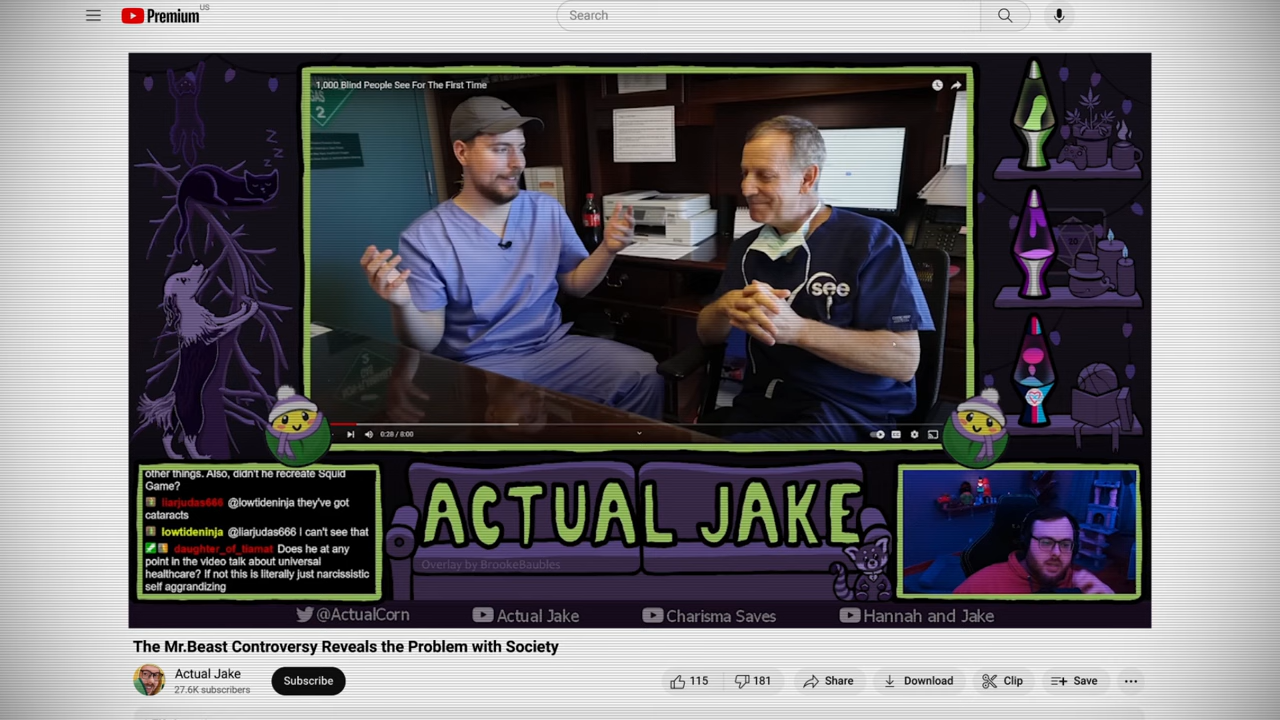 Premium US
Search
1,000 Blind People See For The First Time
2
see
0:28 / 8:00
other things. Also, didn't he recreate Squid
Game?
liarjudas666 @lowtideninja they've got
cataracts
lowtideninja @liarjudas666 I can't see that
daughter_of_tiamat Does he at any
point in the video talk about universal
healthcare? If not this is literally just narcissistic
self aggrandizing
ACTUAL JAKE
Overlay by BrookeBaubles
@ActualCorn
Actual Jake
Charisma Saves
Hannah and Jake
The Mr.Beast Controversy Reveals the Problem with Society
Actual Jake
27.6K subscribers
Subscribe
115
181
Share
Download
Clip
Save